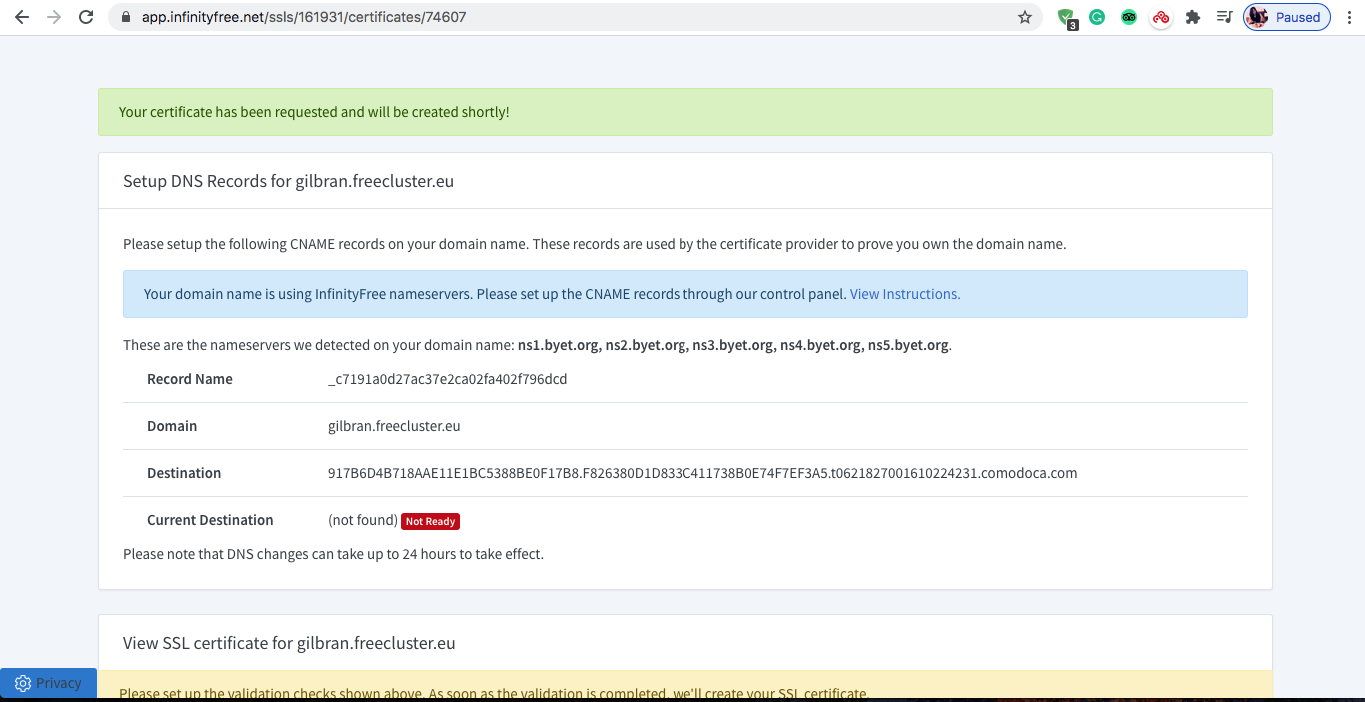 app.infinityfree.net/ssls/161931/certificates/74607
3
Paused
Your certificate has been requested and will be created shortly!
Setup DNS Records for gilbran.freecluster.eu
Please setup the following CNAME records on your domain name. These records are used by the certificate provider to prove you own the domain name.
Your domain name is using InfinityFree nameservers. Please set up the CNAME records through our control panel. View Instructions.
These are the nameservers we detected on your domain name: ns1.byet.org, ns2.byet.org, ns3.byet.org, ns4.byet.org, ns5.byet.org.
Record Name _c7191a0d27ac37e2ca02fa402f796dcd
Domain gilbran.freecluster.eu
Destination 917B6D4B718AAE11E1BC5388BE0F17B8.F826380D1D833C411738B0E74F7EF3A5.t0621827001610224231.comodoca.com
Current Destination (not found) Not Ready
Please note that DNS changes can take up to 24 hours to take effect.
View SSL certificate for gilbran.freecluster.eu
Privacy
Please set up the validation checks shown above. As soon as the validation is completed, we'll create your SSL certificate.